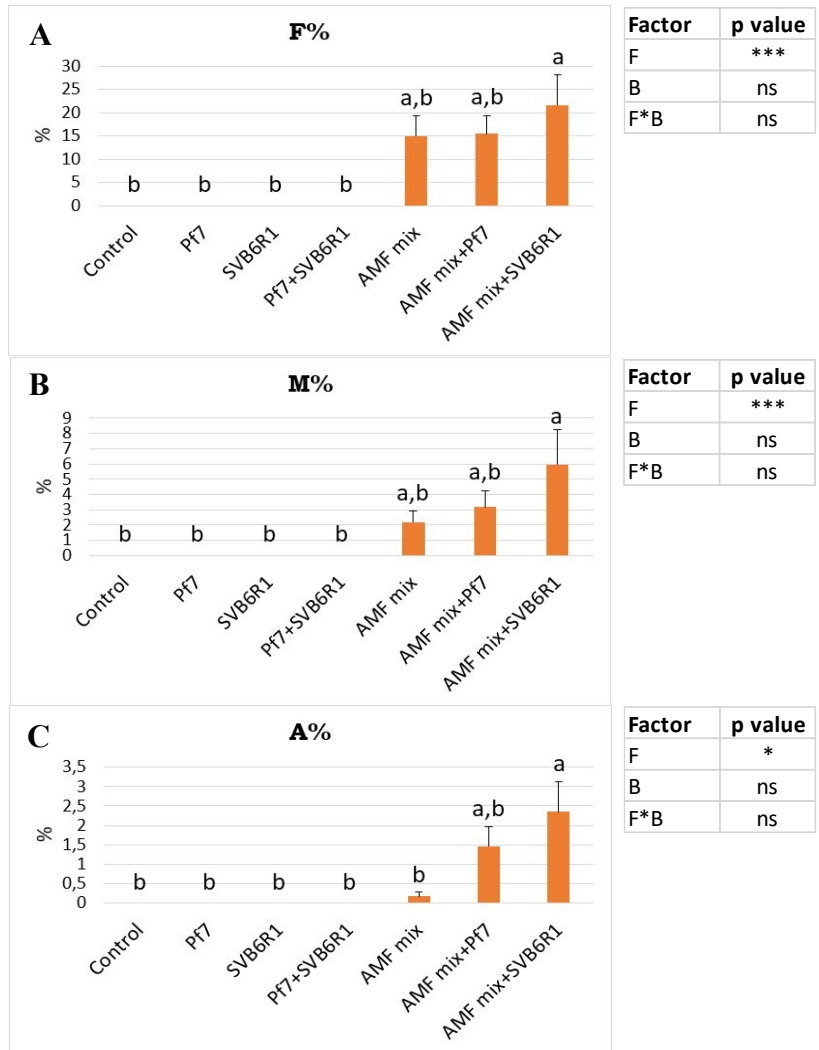 A
F%
30
25
20
15
10
5
0
%
b b b b a,b a,b a
Control Pf7 SVB6R1 Pf7+SVB6R1 AMF mix AMF mix+Pf7 AMF mix+SVB6R1
Factor p value
F ***
B ns
F*B ns
B
M%
9
8
7
6
5
4
3
2
1
0
%
b b b b a,b a,b a
Control Pf7 SVB6R1 Pf7+SVB6R1 AMF mix AMF mix+Pf7 AMF mix+SVB6R1
Factor p value
F ***
B ns
F*B ns
C
A%
3,5
3
2,5
2
1,5
1
0,5
0
%
b b b b b a,b a
Control Pf7 SVB6R1 Pf7+SVB6R1 AMF mix AMF mix+Pf7 AMF mix+SVB6R1
Factor p value
F *
B ns
F*B ns